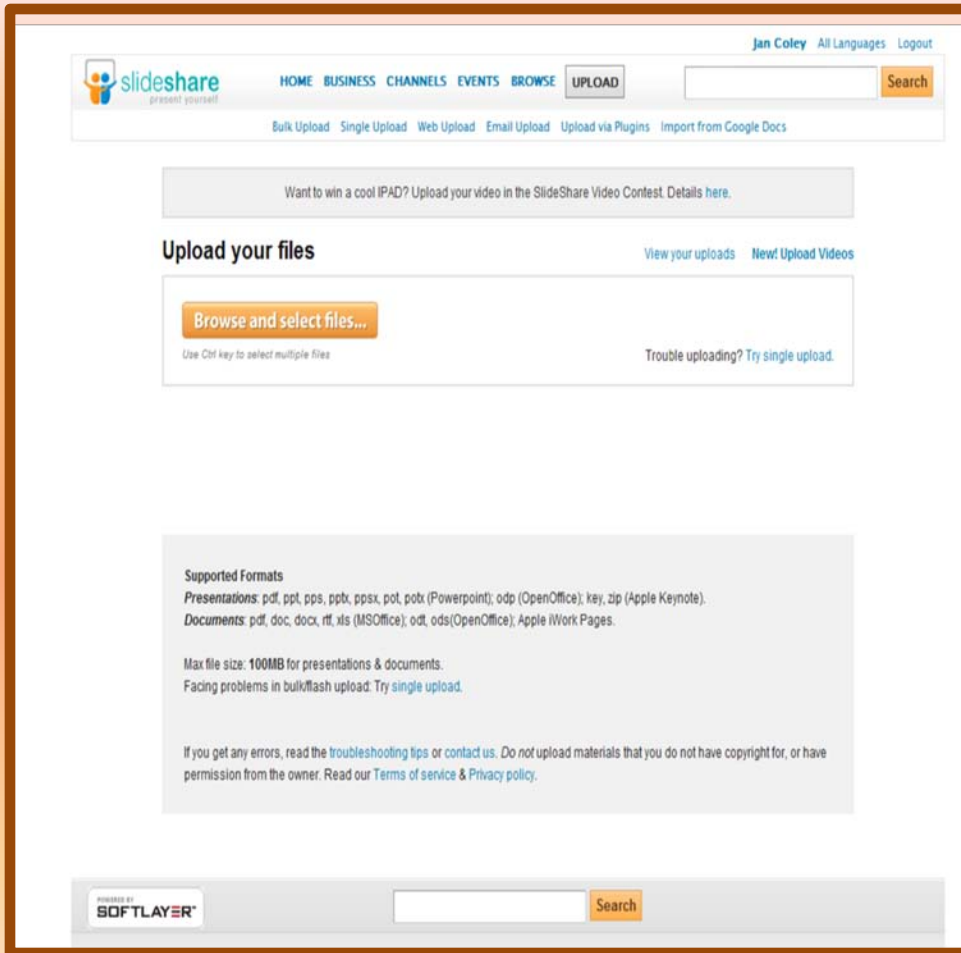 Jan Coley All Languages Logout
slideshare
present yourself
HOME BUSINESS CHANNELS EVENTS BROWSE UPLOAD
Search
Bulk Upload Single Upload Web Upload Email Upload Upload via Plugins Import from Google Docs
Want to win a cool IPAD? Upload your video in the SlideShare Video Contest. Details here.
Upload your files
View your uploads New! Upload Videos
Browse and select files...
Use Ctrl key to select multiple files
Trouble uploading? Try single upload.
Supported Formats
Presentations: pdf, ppt, pps, pptx, ppsx, pot, potx (Powerpoint); odp (OpenOffice); key, zip (Apple Keynote).
Documents: pdf, doc, docx, rtf, xls (MSOffice); odt, ods(OpenOffice); Apple iWork Pages.
Max file size: 100MB for presentations & documents.
Facing problems in bulk/flash upload: Try single upload.
If you get any errors, read the troubleshooting tips or contact us. Do not upload materials that you do not have copyright for, or have
permission from the owner. Read our Terms of service & Privacy policy.
POWERED BY
SOFTLAYER
Search